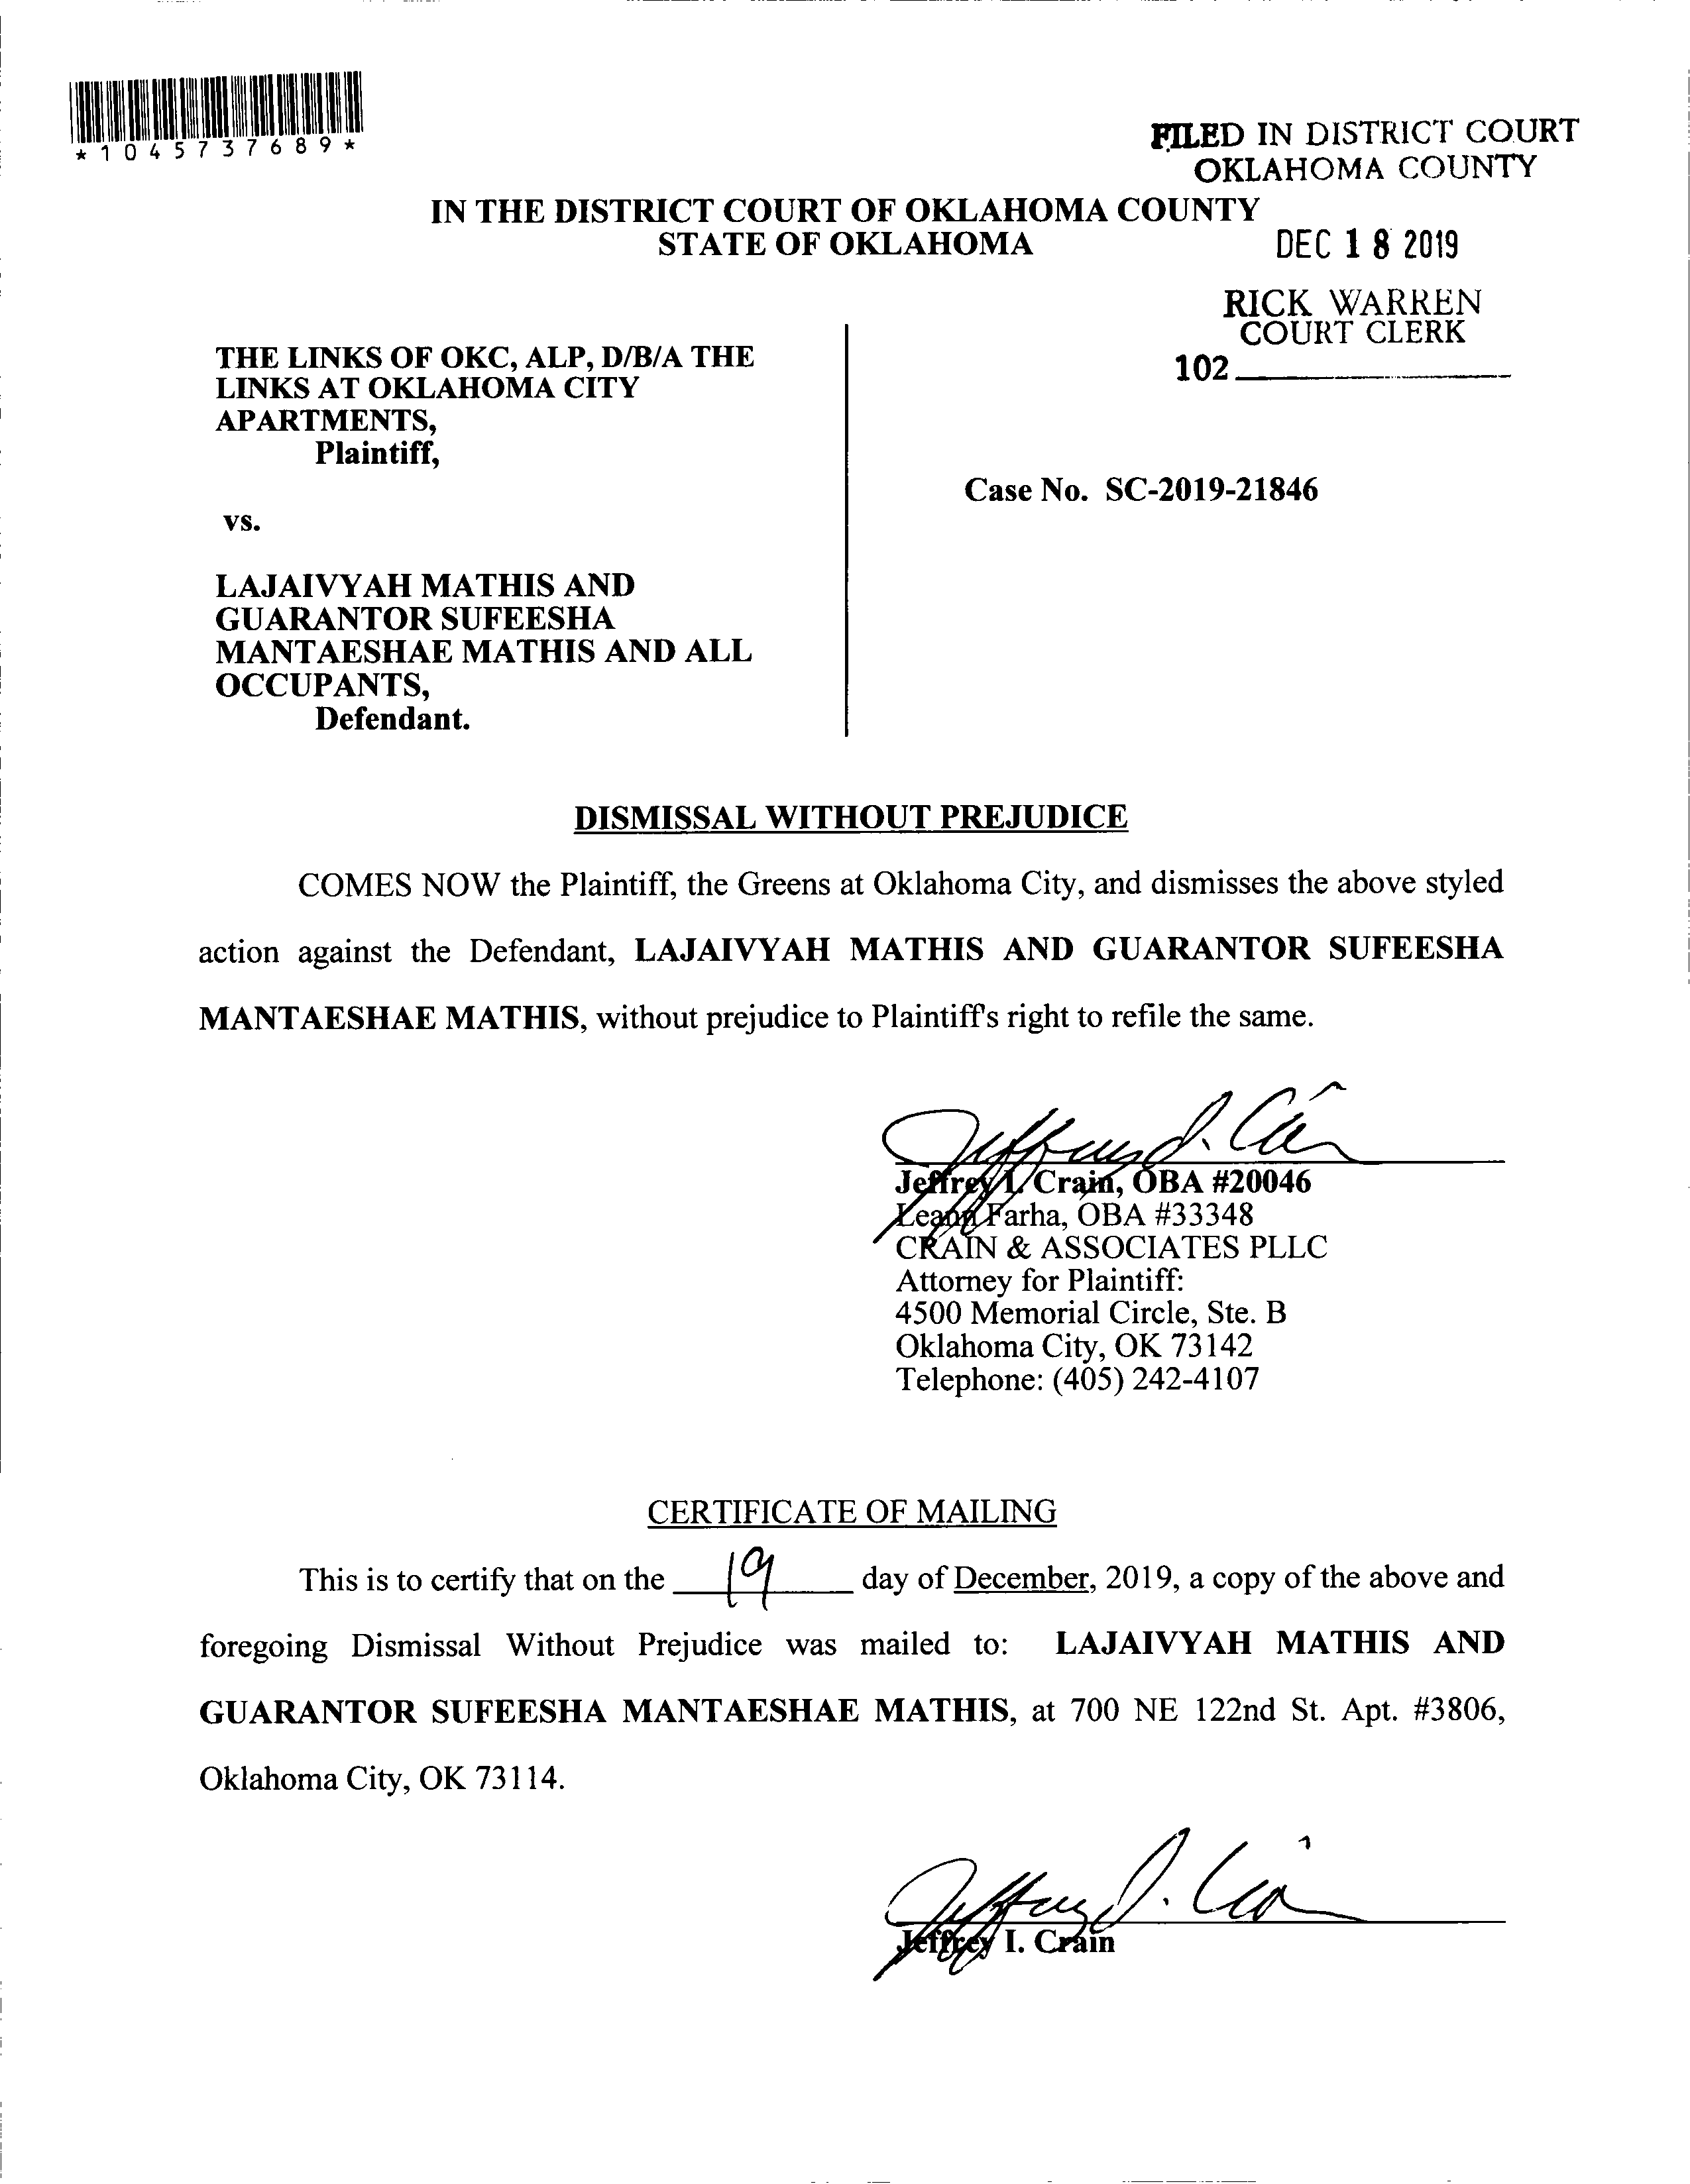 *1045737689*
FILED IN DISTRICT COURT
OKLAHOMA COUNTY
IN THE DISTRICT COURT OF OKLAHOMA COUNTY
STATE OF OKLAHOMA
DEC 18 2019
RICK WARREN
COURT CLERK
102
THE LINKS OF OKC, ALP, D/B/A THE
LINKS AT OKLAHOMA CITY
APARTMENTS,
Plaintiff,
Case No. SC-2019-21846
vs.
LAJAIVYAH MATHIS AND
GUARANTOR SUFEESHA
MANTAESHAE MATHIS AND ALL
OCCUPANTS,
Defendant.
DISMISSAL WITHOUT PREJUDICE
COMES NOW the Plaintiff, the Greens at Oklahoma City, and dismisses the above styled
action against the Defendant, LAJAIVYAH MATHIS AND GUARANTOR SUFEESHA
MANTAESHAE MATHIS, without prejudice to Plaintiff's right to refile the same.
Jeffrey I. Crain
Jeffrey I. Crain, OBA #20046
Leann Farha, OBA #33348
CRAIN & ASSOCIATES PLLC
Attorney for Plaintiff:
4500 Memorial Circle, Ste. B
Oklahoma City, OK 73142
Telephone: (405) 242-4107
CERTIFICATE OF MAILING
This is to certify that on the 19 day of December, 2019, a copy of the above and
foregoing Dismissal Without Prejudice was mailed to: LAJAIVYAH MATHIS AND
GUARANTOR SUFEESHA MANTAESHAE MATHIS, at 700 NE 122nd St. Apt. #3806,
Oklahoma City, OK 73114.
Jeffrey I. Crain
Jeffrey I. Crain